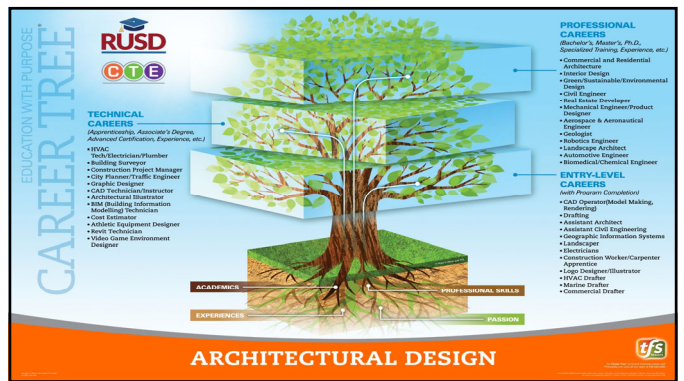 EDUCATION WITH PURPOSE
CAREER TREE
RUSD
CTE
TECHNICAL
CAREERS
(Apprenticeship, Associate's Degree,
Advanced Certification, Experience, etc.)
• HVAC
Tech/Electrician/Plumber
• Building Surveyor
• Construction Project Manager
• City Planner/Traffic Engineer
• Graphic Designer
• CAD Technician/Instructor
• Architectural Illustrator
• BIM (Building Information
Modelling) Technician
• Cost Estimator
• Athletic Equipment Designer
• Revit Technician
• Video Game Environment
Designer
PROFESSIONAL
CAREERS
(Bachelor's, Master's, Ph.D.,
Specialized Training, Experience, etc.)
• Commercial and Residential
Architecture
• Interior Design
• Green/Sustainable/Environmental
Design
• Civil Engineer
• Real Estate Developer
• Mechanical Engineer/Product
Designer
• Aerospace & Aeronautical
Engineer
• Geologist
• Robotics Engineer
• Landscape Architect
• Automotive Engineer
• Biomedical/Chemical Engineer
ENTRY-LEVEL
CAREERS
(with Program Completion)
• CAD Operator(Model Making,
Rendering)
• Drafting
• Assistant Architect
• Assistant Civil Engineering
• Geographic Information Systems
• Landscaper
• Electricians
• Construction Worker/Carpenter
Apprentice
• Logo Designer/Illustrator
• HVAC Drafter
• Marine Drafter
• Commercial Drafter
ACADEMICS
PROFESSIONAL SKILLS
EXPERIENCES
PASSION
ARCHITECTURAL DESIGN
tfs